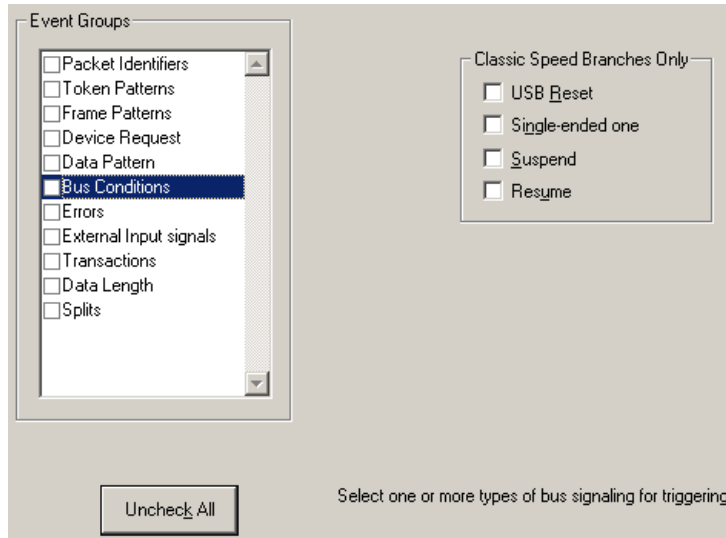 Event Groups
Packet Identifiers
Token Patterns
Frame Patterns
Device Request
Data Pattern
Bus Conditions
Errors
External Input signals
Transactions
Data Length
Splits
Classic Speed Branches Only
USB Reset
Single-ended one
Suspend
Resume
Uncheck All
Select one or more types of bus signaling for triggering